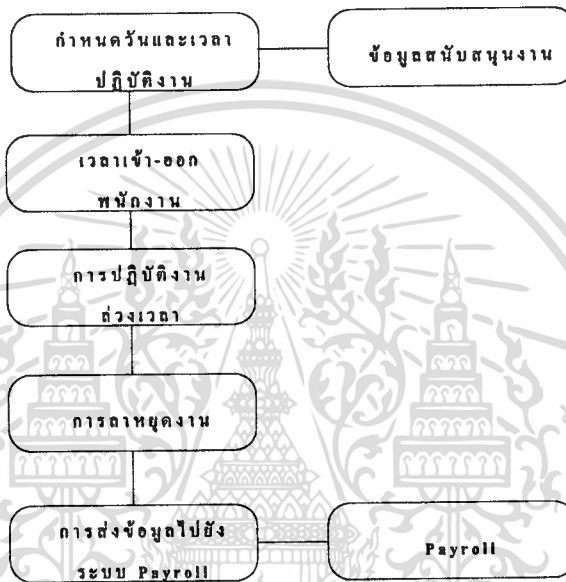 กำหนดวันและเวลา
ปฏิบัติงาน
ข้อมูลสนับสนุนงาน
เวลาเข้า-ออก
พนักงาน
การปฏิบัติงาน
ล่วงเวลา
การลาหยุดงาน
การส่งข้อมูลไปยัง
ระบบ Payroll
Payroll